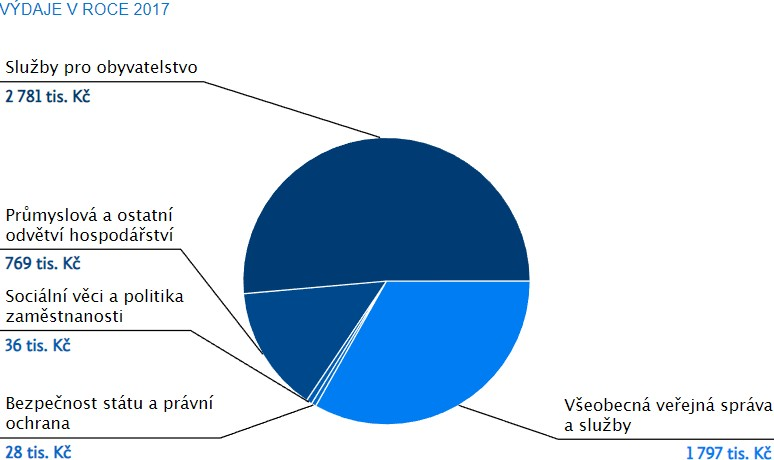 VÝDAJE V ROCE 2017
Služby pro obyvatelstvo
2 781 tis. Kč
Průmyslová a ostatní
odvětví hospodářství
769 tis. Kč
Sociální věci a politika
zaměstnanosti
36 tis. Kč
Bezpečnost státu a právní
ochrana
28 tis. Kč
Všeobecná veřejná správa
a služby
1 797 tis. Kč